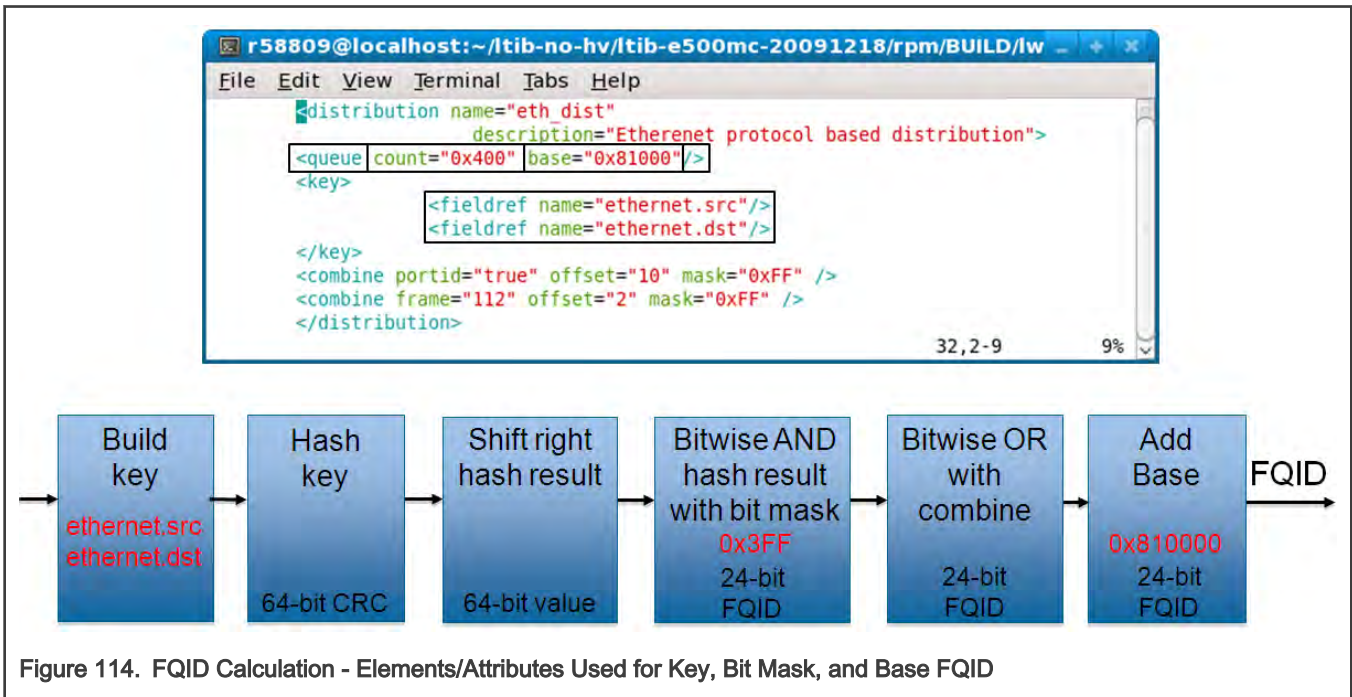 r58809@localhost:~/ltib-no-hv/ltib-e500mc-20091218/rpm/BUILD/lw
File Edit View Terminal Tabs Help
<distribution name="eth_dist"
description="Etherenet protocol based distribution">
<queue count="0x400" base="0x81000"/>
<key>
<fieldref name="ethernet.src"/>
<fieldref name="ethernet.dst"/>
</key>
<combine portid="true" offset="10" mask="0xFF" />
<combine frame="112" offset="2" mask="0xFF" />
</distribution>
32,2-9 9%
Build
key
ethernet.src
ethernet.dst
Hash
key
64-bit CRC
Shift right
hash result
64-bit value
Bitwise AND
hash result
with bit mask
0x3FF
24-bit
FQID
Bitwise OR
with
combine
24-bit
FQID
Add
Base
0x810000
24-bit
FQID
FQID
Figure 114. FQID Calculation - Elements/Attributes Used for Key, Bit Mask, and Base FQID